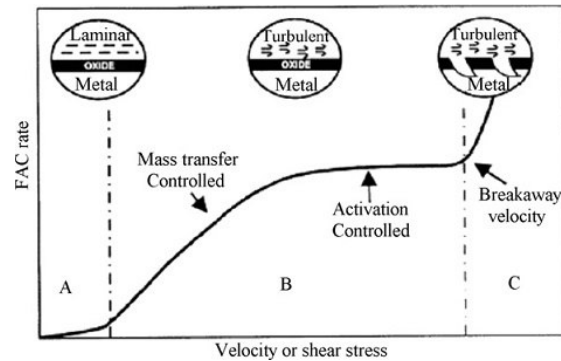 Laminar
OXIDE
Metal
Turbulent
OXIDE
Metal
Turbulent
Metal
FAC rate
Mass transfer
Controlled
Activation
Controlled
Breakaway
velocity
A
B
C
Velocity or shear stress